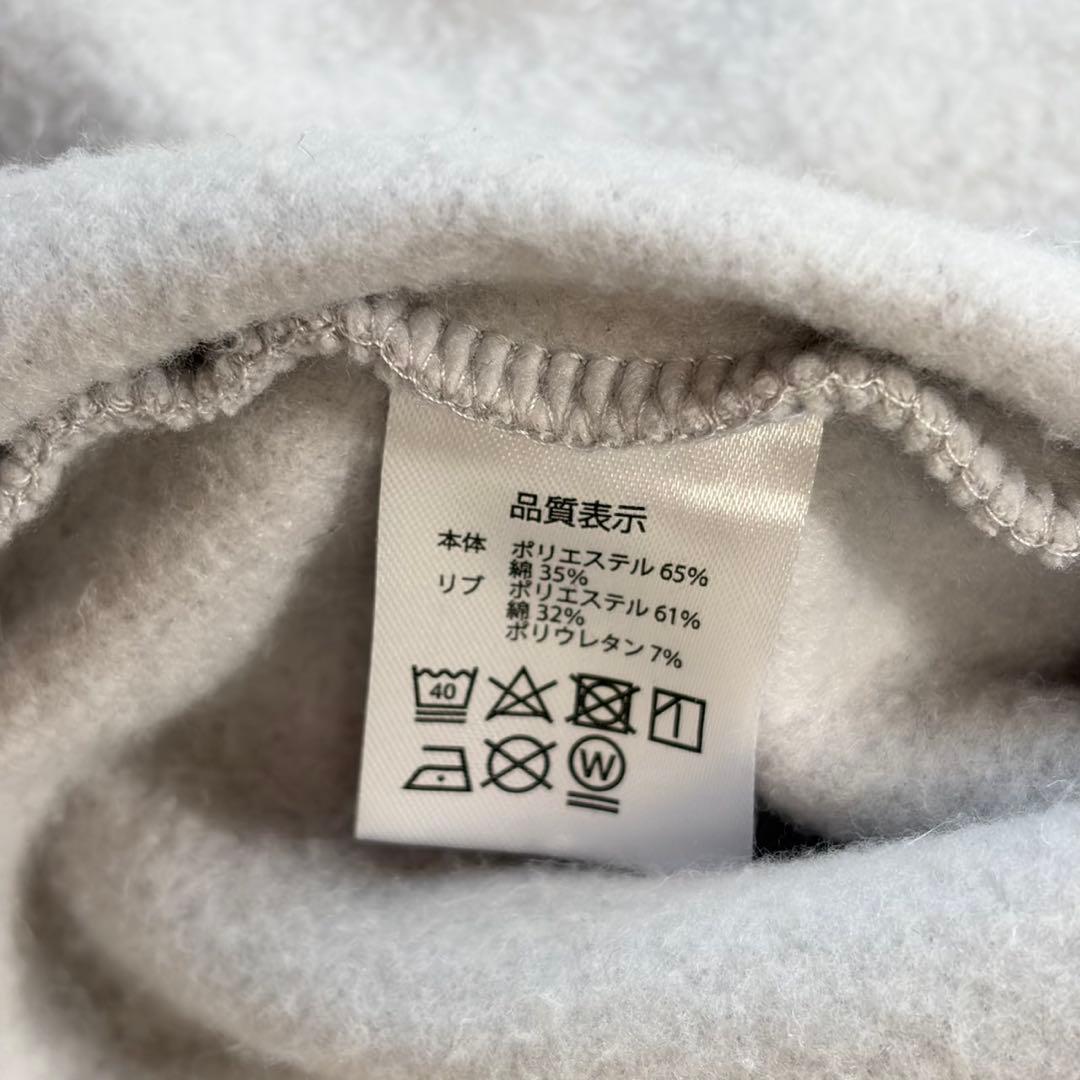 品質表示
本体 ポリエステル 65%
綿 35%
リブ ポリエステル 61%
綿 32%
ポリウレタン 7%
40
W